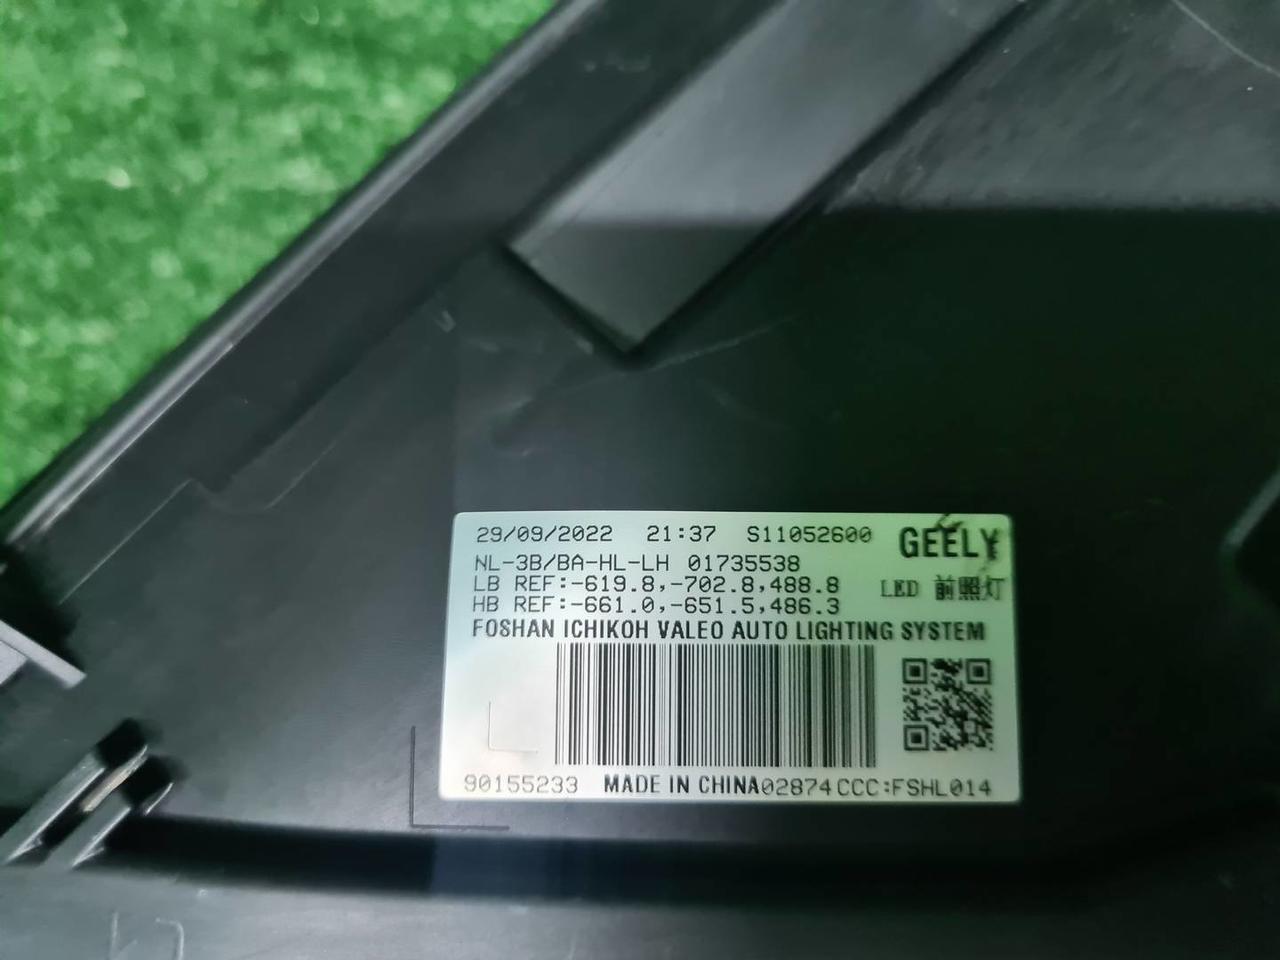 29/09/2022 21:37 S11052600 GEELY
NL-3B/BA-HL-LH 01735538
LB REF:-619.8,-702.8,488.8 LED 前照灯
HB REF:-661.0,-651.5,486.3
FOSHAN ICHIKOH VALEO AUTO LIGHTING SYSTEM
90155233 MADE IN CHINA 02874 CCC:FSHL014